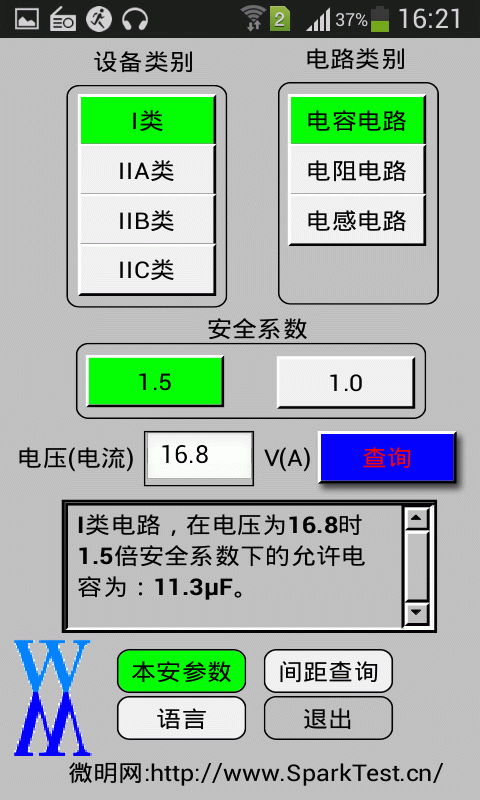 2 37% 16:21
设备类别 电路类别
I类 电容电路
IIA类 电阻电路
IIB类 电感电路
IIC类
安全系数
1.5 1.0
电压(电流) 16.8 V(A) 查询
I类电路，在电压为16.8时
1.5倍安全系数下的允许电
容为：11.3μF。
本安参数 间距查询
语言 退出
微明网:http://www.SparkTest.cn/